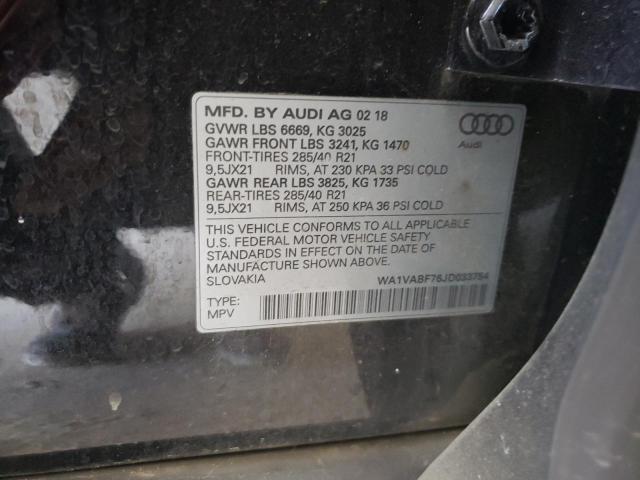 MFD. BY AUDI AG 02 18
GVWR LBS 6669, KG 3025
GAWR FRONT LBS 3241, KG 1470
FRONT-TIRES 285/40 R21
9,5JX21 RIMS, AT 230 KPA 33 PSI COLD
GAWR REAR LBS 3825, KG 1735
REAR-TIRES 285/40 R21
9,5JX21 RIMS, AT 250 KPA 36 PSI COLD
Audi
THIS VEHICLE CONFORMS TO ALL APPLICABLE
U.S. FEDERAL MOTOR VEHICLE SAFETY
STANDARDS IN EFFECT ON THE DATE OF
MANUFACTURE SHOWN ABOVE.
SLOVAKIA
WA1VABF76JD033754
TYPE:
MPV